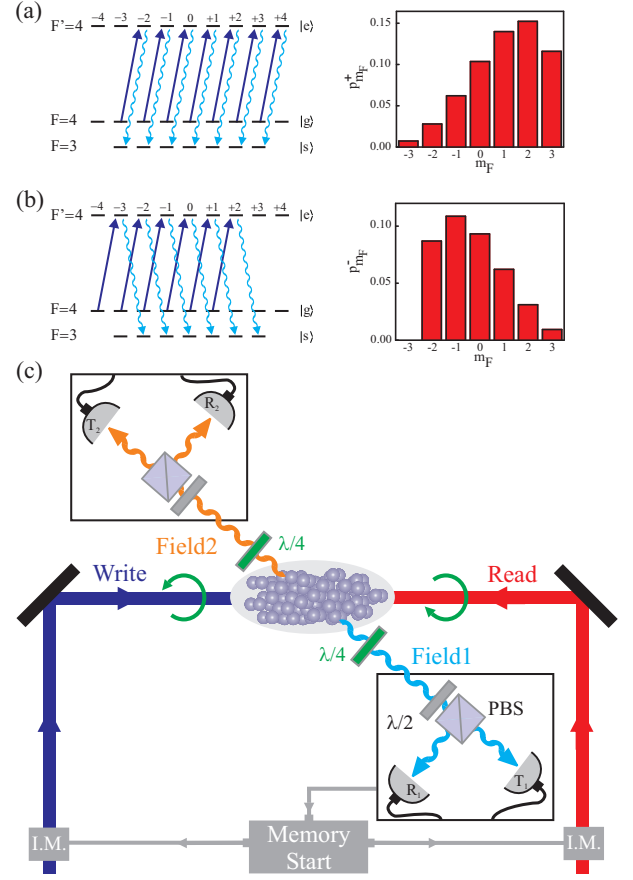 (a)
F'=4 −4 −3 −2 −1 0 +1 +2 +3 +4 |e⟩
F=4 |g⟩
F=3 |s⟩
p⁺mF
0.15
0.10
0.05
0.00
-3 -2 -1 0 1 2 3
mF
(b)
F'=4 −4 −3 −2 −1 0 +1 +2 +3 +4 |e⟩
F=4 |g⟩
F=3 |s⟩
p⁻mF
0.10
0.05
0.00
-3 -2 -1 0 1 2 3
mF
(c)
T₂ R₂
Field2 λ/4
Write Read
λ/4 Field1
λ/2 PBS
R₁ T₁
I.M. Memory Start I.M.